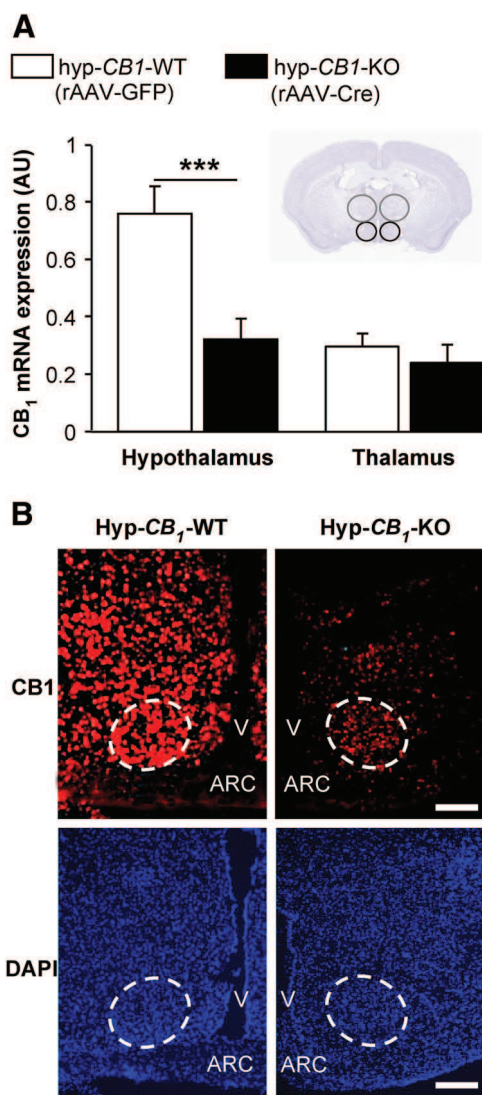 A
hyp-CB1-WT
(rAAV-GFP)
hyp-CB1-KO
(rAAV-Cre)
CB₁ mRNA expression (AU)
1
0.8
0.6
0.4
0.2
0
***
Hypothalamus
Thalamus
B
Hyp-CB₁-WT
Hyp-CB₁-KO
CB1
V
ARC
V
ARC
DAPI
V
ARC
V
ARC